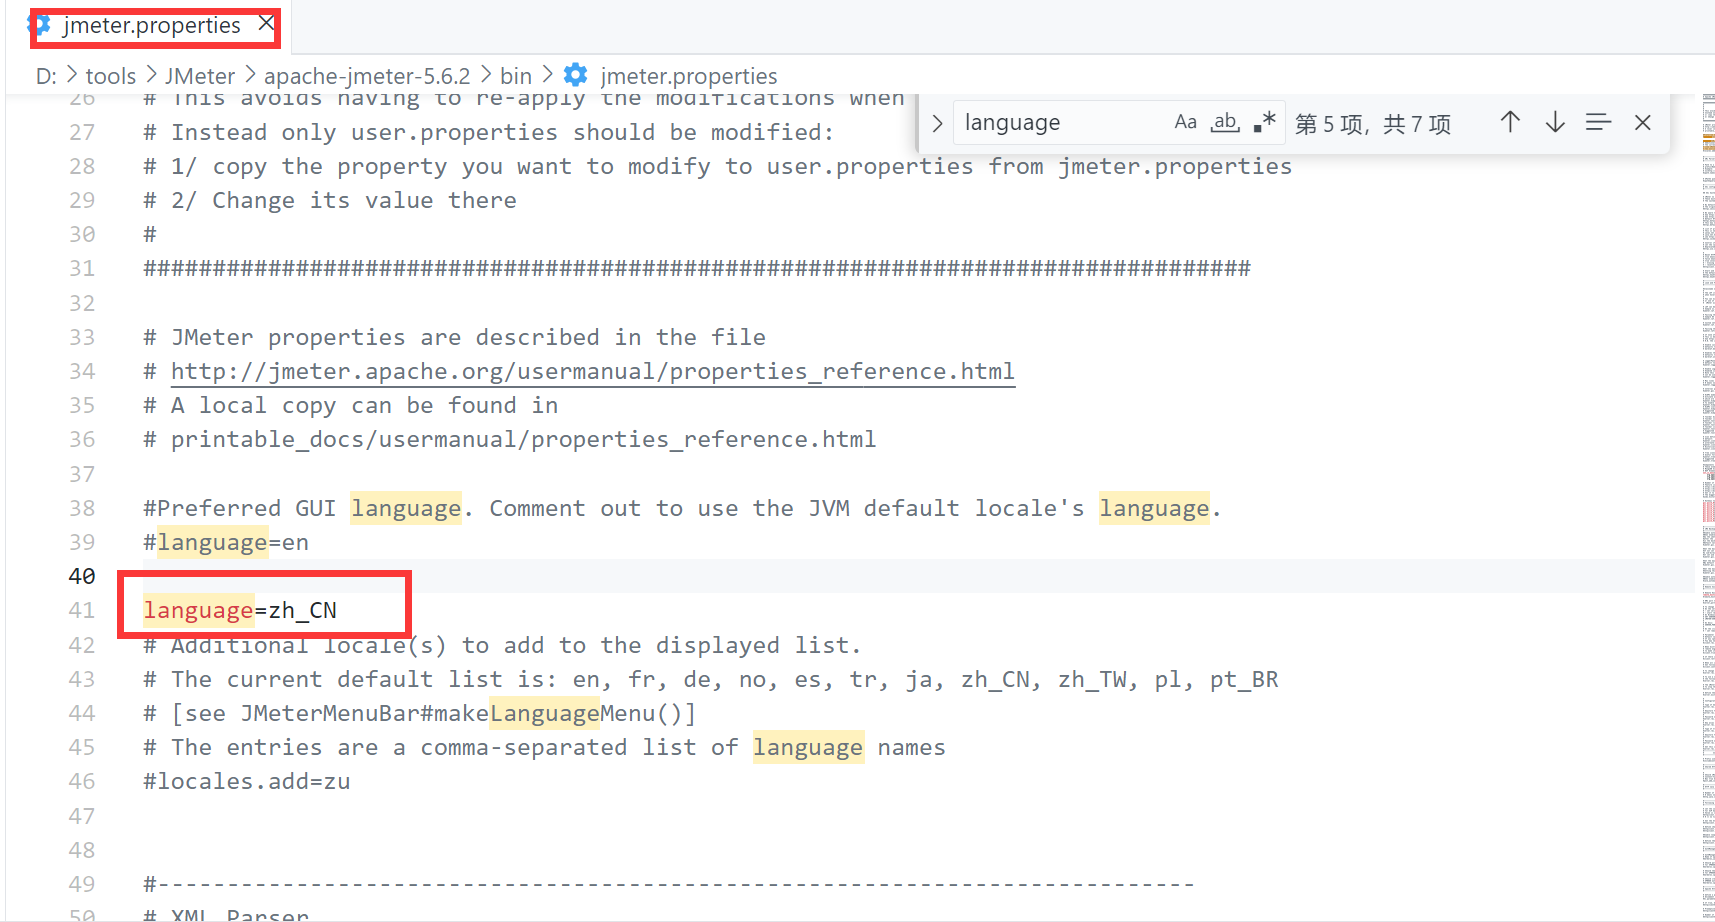 jmeter.properties
D: > tools > JMeter > apache-jmeter-5.6.2 > bin > jmeter.properties
language Aa ab 第 5 项，共 7 项
26 # This avoids having to re-apply the modifications when
27 # Instead only user.properties should be modified:
28 # 1/ copy the property you want to modify to user.properties from jmeter.properties
29 # 2/ Change its value there
30 #
31 ################################################################################
32
33 # JMeter properties are described in the file
34 # http://jmeter.apache.org/usermanual/properties_reference.html
35 # A local copy can be found in
36 # printable_docs/usermanual/properties_reference.html
37
38 #Preferred GUI language. Comment out to use the JVM default locale's language.
39 #language=en
40
41 language=zh_CN
42 # Additional locale(s) to add to the displayed list.
43 # The current default list is: en, fr, de, no, es, tr, ja, zh_CN, zh_TW, pl, pt_BR
44 # [see JMeterMenuBar#makeLanguageMenu()]
45 # The entries are a comma-separated list of language names
46 #locales.add=zu
47
48
49 #---------------------------------------------------------------------------
50 # XML Parser